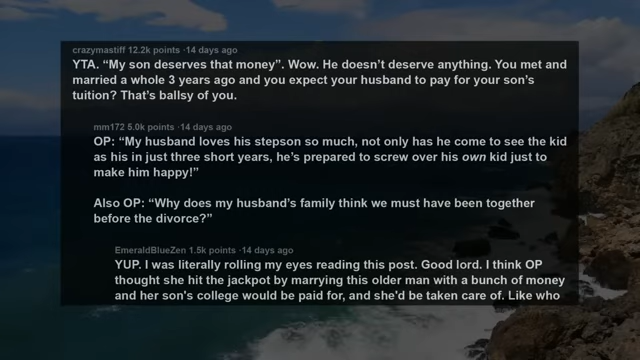 crazymastiff 12.2k points ·14 days ago
YTA. “My son deserves that money”. Wow. He doesn’t deserve anything. You met and
married a whole 3 years ago and you expect your husband to pay for your son’s
tuition? That’s ballsy of you.
mm172 5.0k points ·14 days ago
OP: “My husband loves his stepson so much, not only has he come to see the kid
as his in just three short years, he’s prepared to screw over his own kid just to
make him happy!”
Also OP: “Why does my husband’s family think we must have been together
before the divorce?”
EmeraldBlueZen 1.5k points ·14 days ago
YUP. I was literally rolling my eyes reading this post. Good lord. I think OP
thought she hit the jackpot by marrying this older man with a bunch of money
and her son's college would be paid for, and she'd be taken care of. Like who